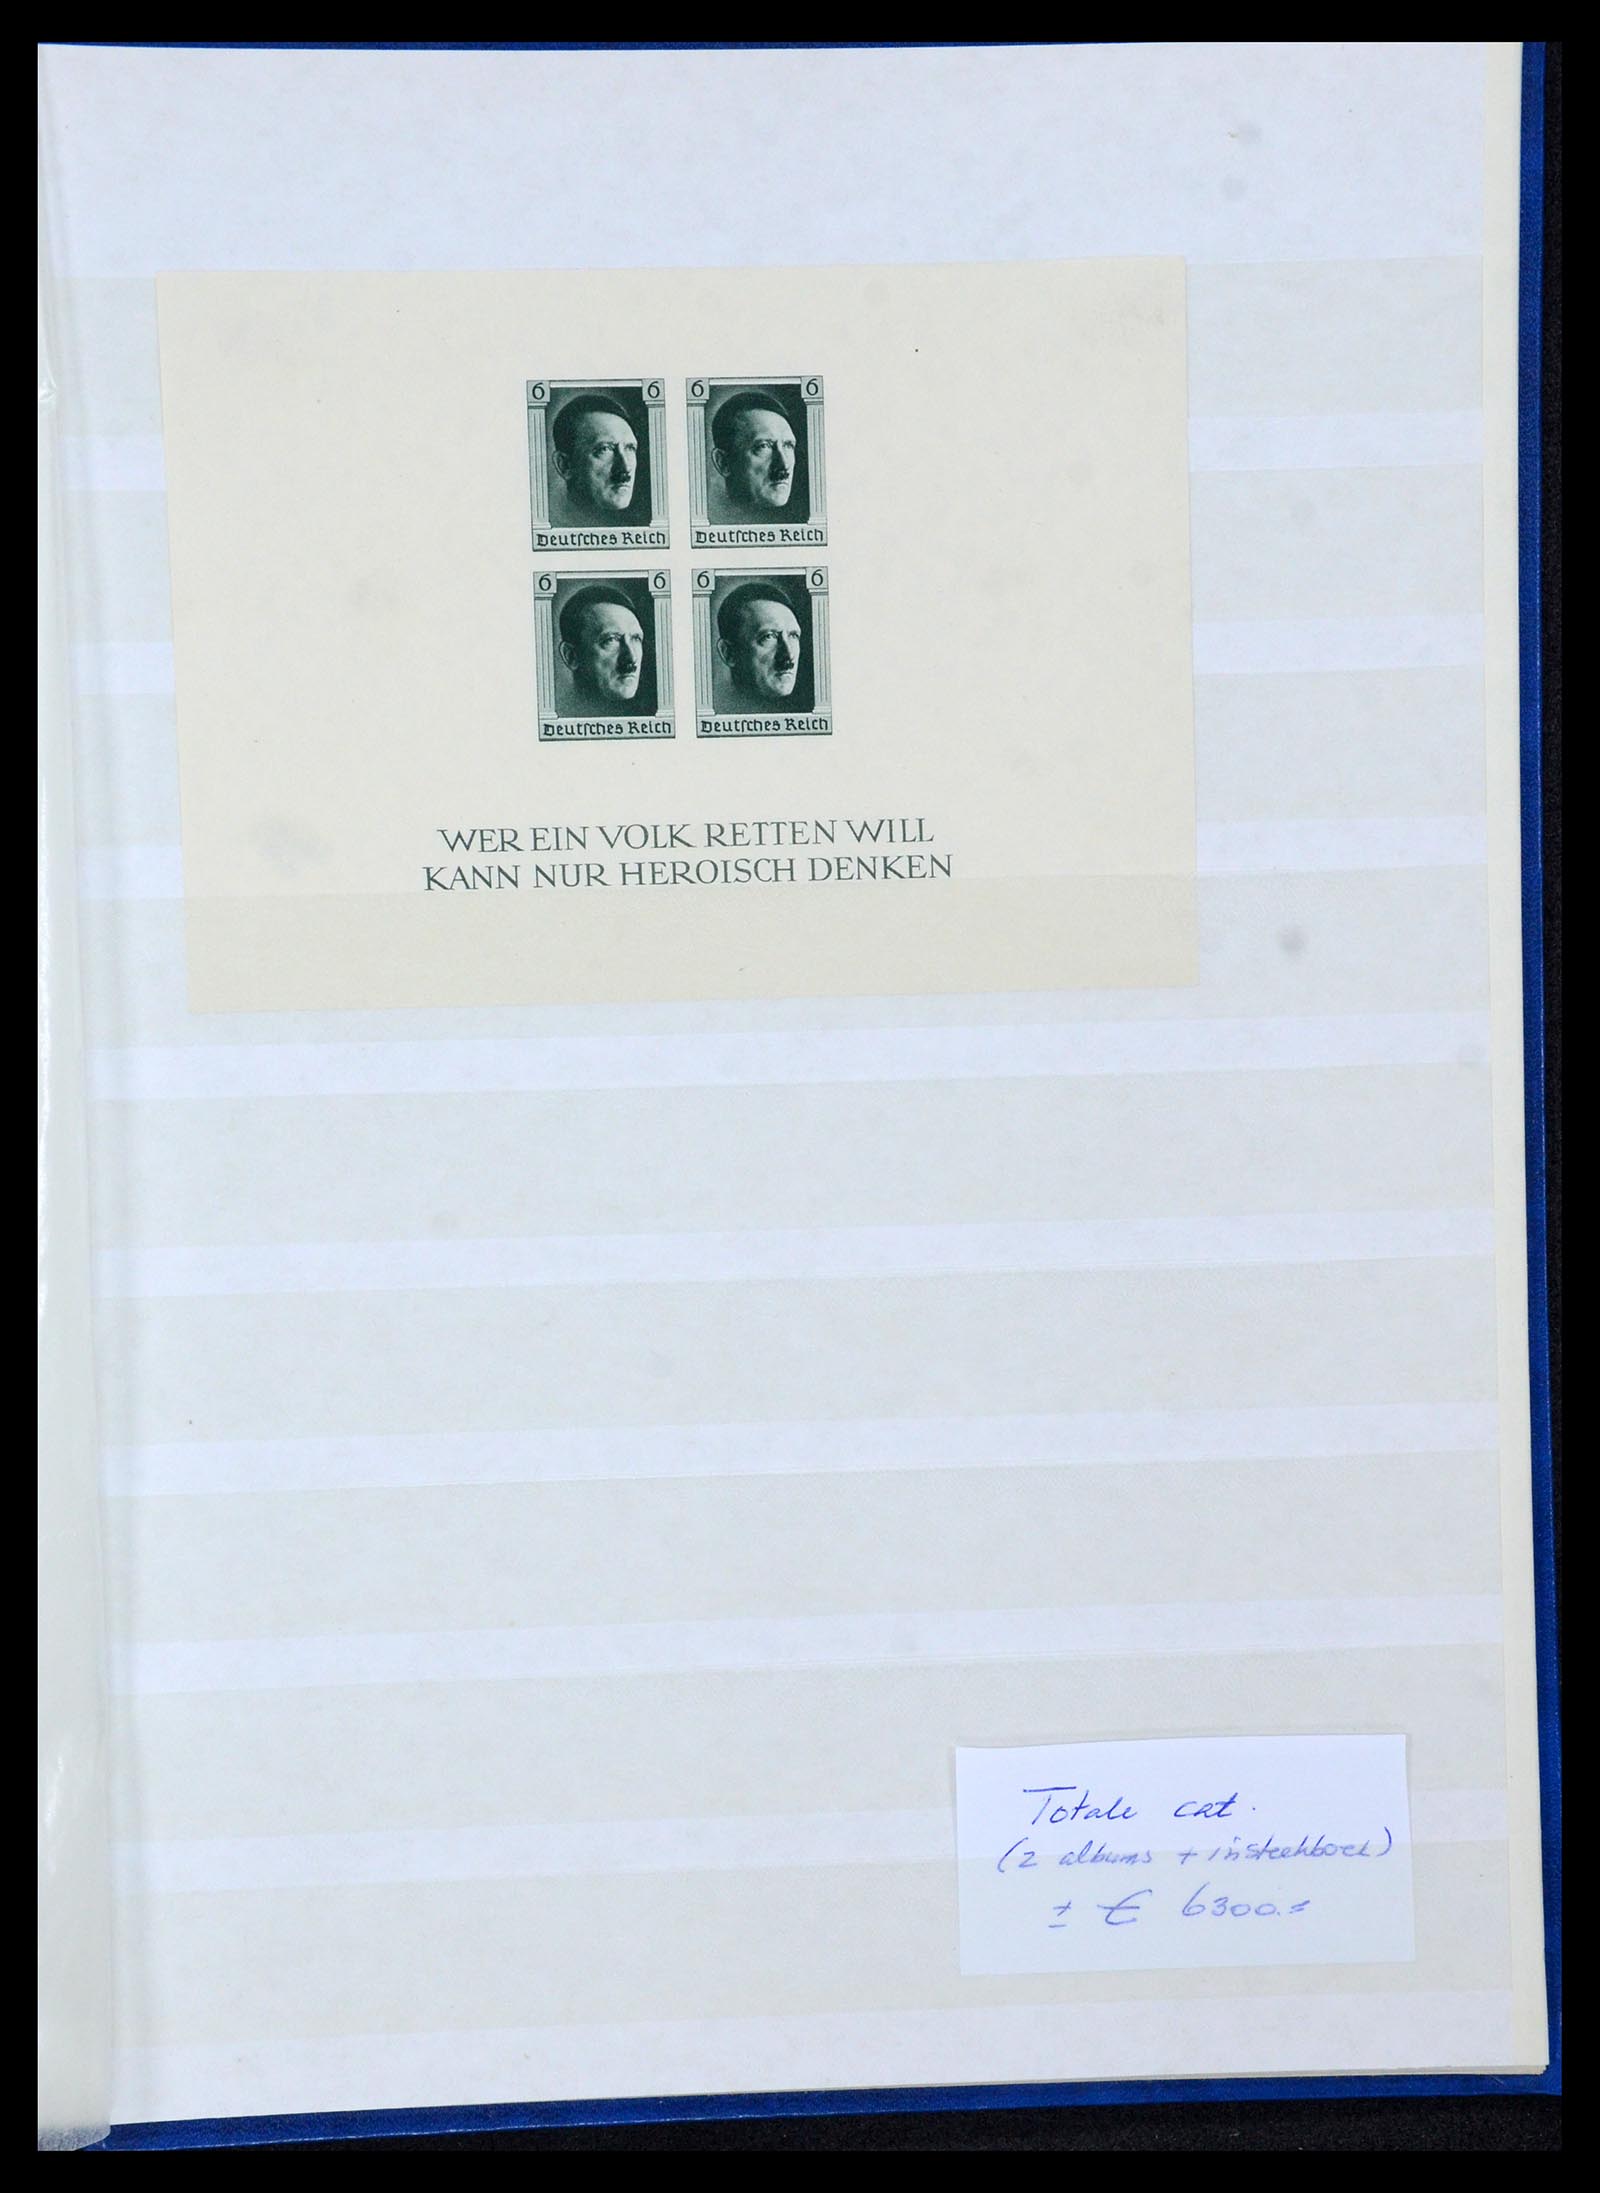 6 6 6 6
Deutſches Reich Deutſches Reich
6 6 6 6
Deutſches Reich Deutſches Reich
WER EIN VOLK RETTEN WILL
KANN NUR HEROISCH DENKEN
Totale cat.
(2 albums + insteekboek)
± € 6300.=